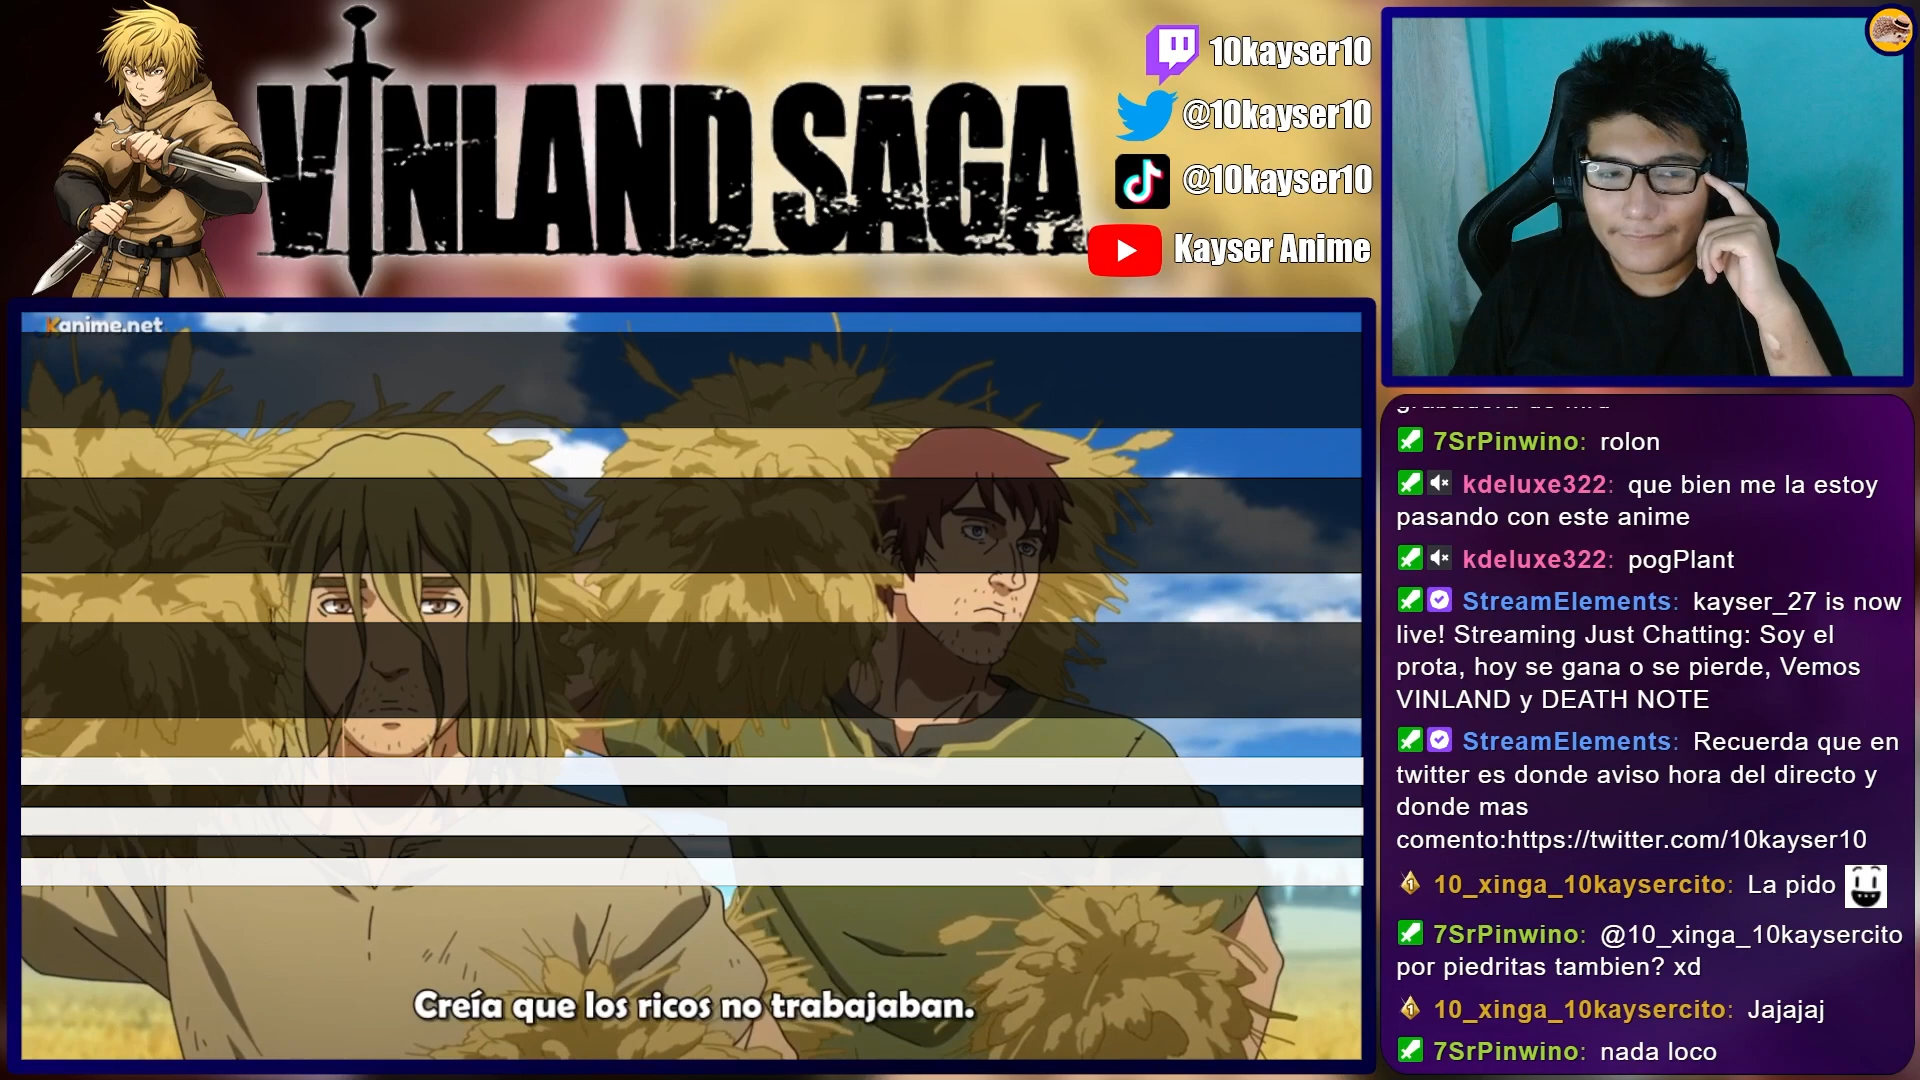 VINLAND SAGA
10kayser10
@10kayser10
@10kayser10
Kayser Anime
Kanime.net
Creía que los ricos no trabajaban.
7SrPinwino: rolon
kdeluxe322: que bien me la estoy
pasando con este anime
kdeluxe322: pogPlant
StreamElements: kayser_27 is now
live! Streaming Just Chatting: Soy el
prota, hoy se gana o se pierde, Vemos
VINLAND y DEATH NOTE
StreamElements: Recuerda que en
twitter es donde aviso hora del directo y
donde mas
comento:https://twitter.com/10kayser10
10_xinga_10kaysercito: La pido
7SrPinwino: @10_xinga_10kaysercito
por piedritas tambien? xd
10_xinga_10kaysercito: Jajajaj
7SrPinwino: nada loco